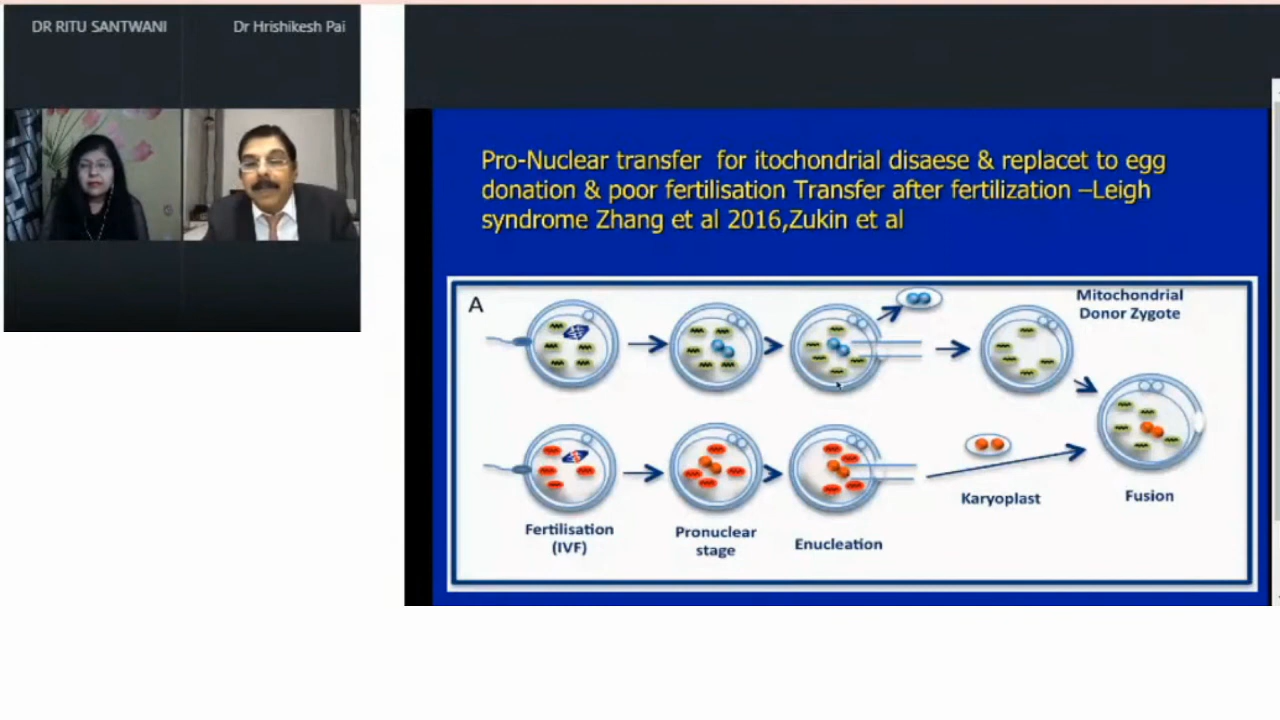 DR RITU SANTWANI
Dr Hrishikesh Pai
Pro-Nuclear transfer for itochondrial disaese & replacet to egg
donation & poor fertilisation Transfer after fertilization –Leigh
syndrome Zhang et al 2016,Zukin et al
A
Mitochondrial
Donor Zygote
Karyoplast
Fusion
Fertilisation
(IVF)
Pronuclear
stage
Enucleation